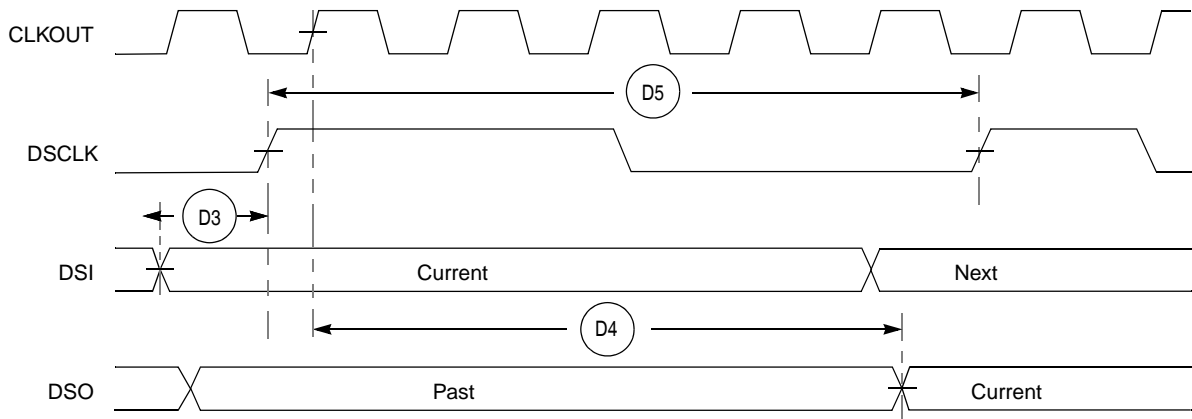 CLKOUT
D5
DSCLK
D3
DSI
Current
Next
D4
DSO
Past
Current